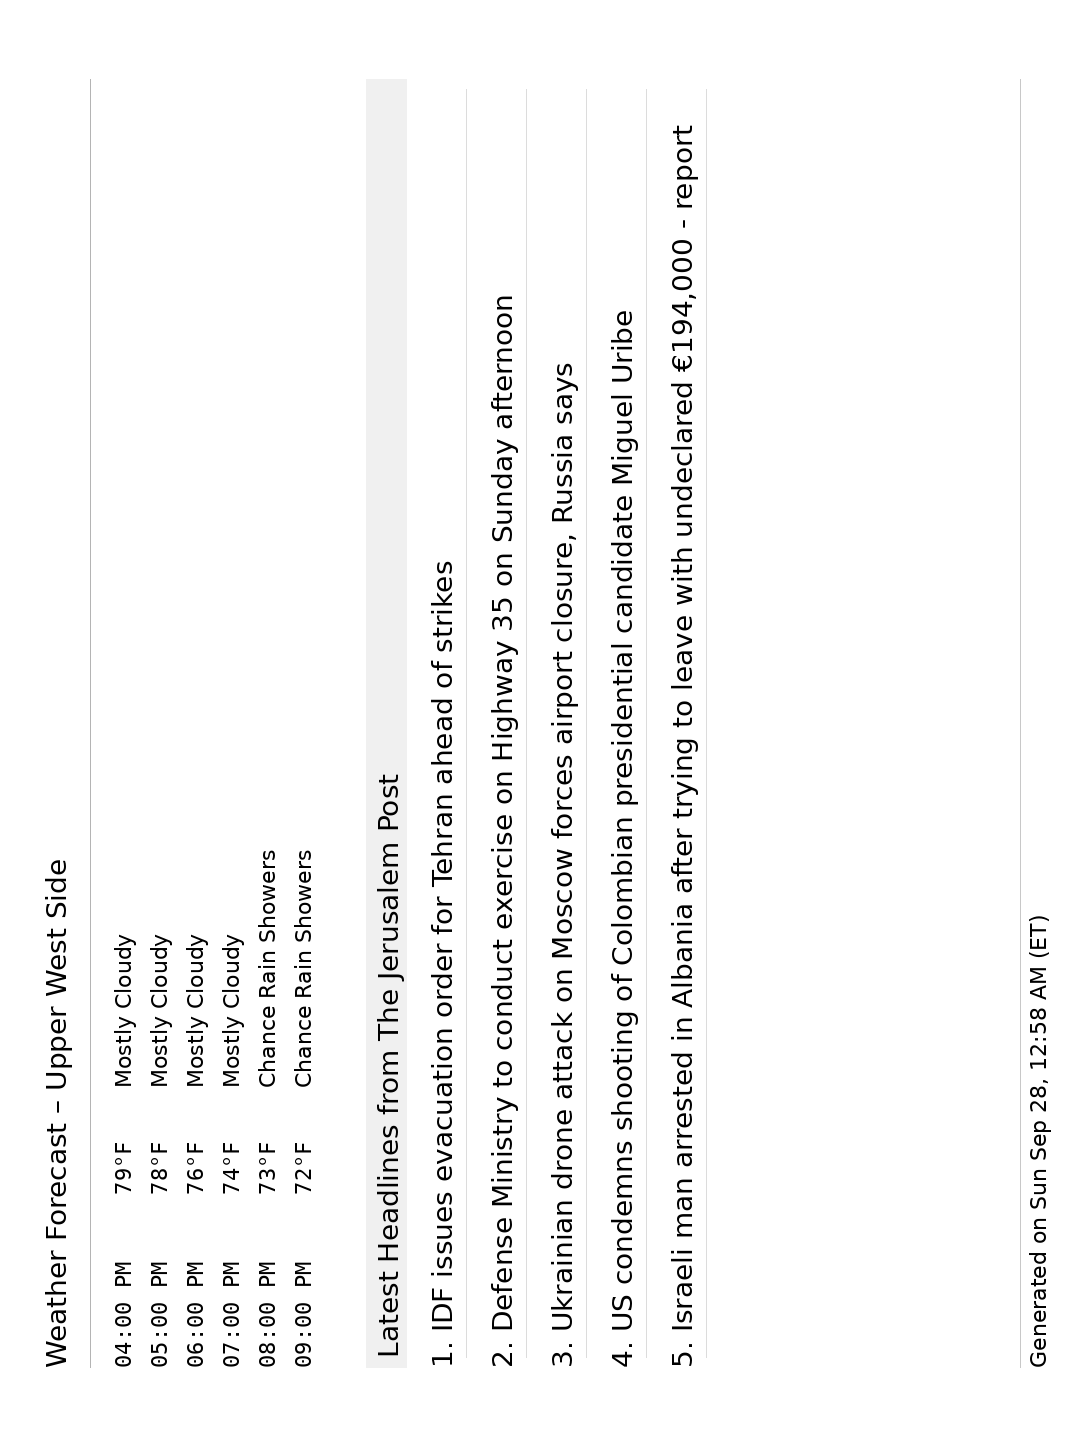 Weather Forecast – Upper West Side
04:00 PM 79°F Mostly Cloudy
05:00 PM 78°F Mostly Cloudy
06:00 PM 76°F Mostly Cloudy
07:00 PM 74°F Mostly Cloudy
08:00 PM 73°F Chance Rain Showers
09:00 PM 72°F Chance Rain Showers
Latest Headlines from The Jerusalem Post
1. IDF issues evacuation order for Tehran ahead of strikes
2. Defense Ministry to conduct exercise on Highway 35 on Sunday afternoon
3. Ukrainian drone attack on Moscow forces airport closure, Russia says
4. US condemns shooting of Colombian presidential candidate Miguel Uribe
5. Israeli man arrested in Albania after trying to leave with undeclared €194,000 - report
Generated on Sun Sep 28, 12:58 AM (ET)